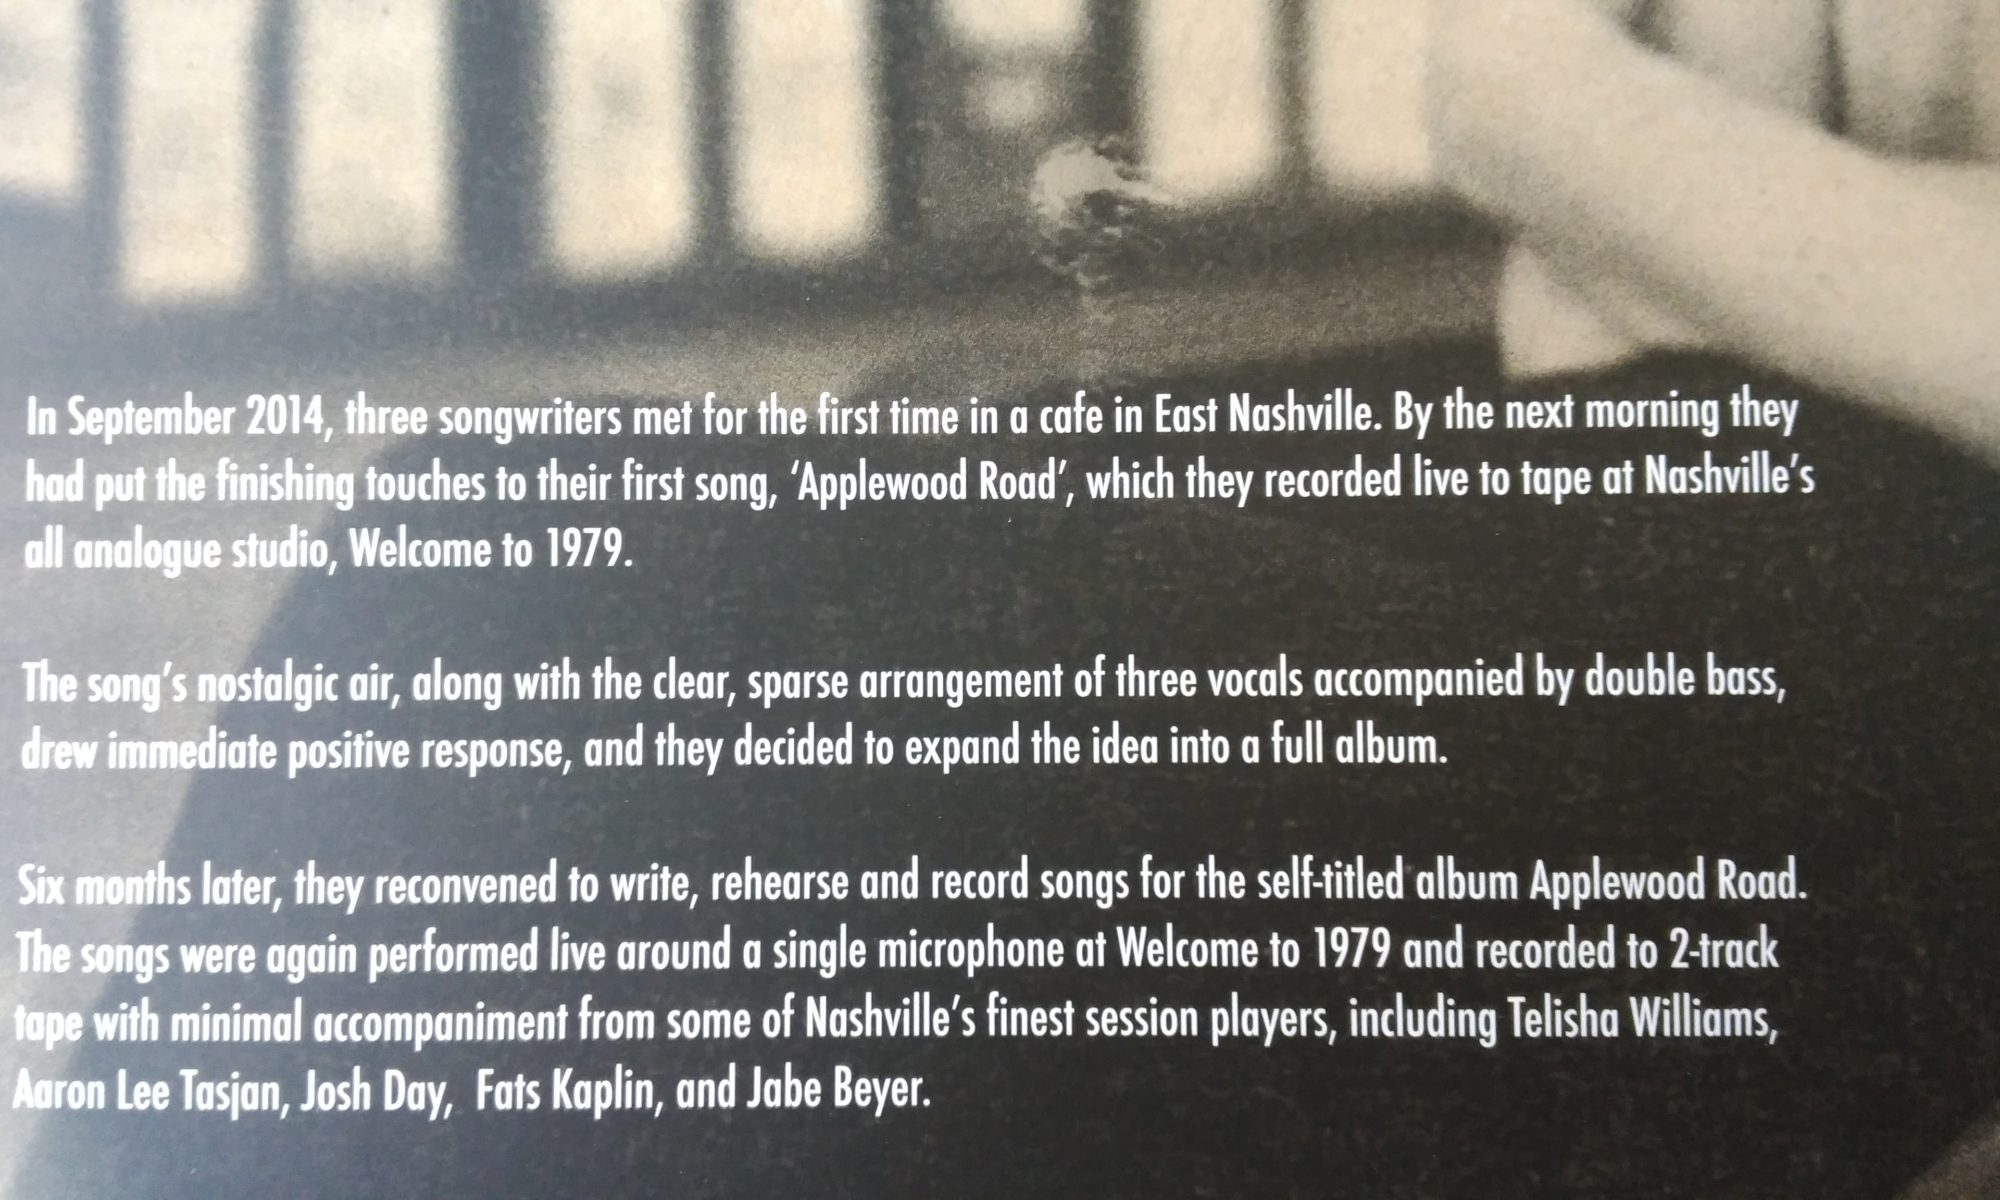 In September 2014, three songwriters met for the first time in a cafe in East Nashville. By the next morning they
had put the finishing touches to their first song, ‘Applewood Road’, which they recorded live to tape at Nashville’s
all analogue studio, Welcome to 1979.
The song’s nostalgic air, along with the clear, sparse arrangement of three vocals accompanied by double bass,
drew immediate positive response, and they decided to expand the idea into a full album.
Six months later, they reconvened to write, rehearse and record songs for the self-titled album Applewood Road.
The songs were again performed live around a single microphone at Welcome to 1979 and recorded to 2-track
tape with minimal accompaniment from some of Nashville’s finest session players, including Telisha Williams,
Aaron Lee Tasjan, Josh Day, Fats Kaplin, and Jabe Beyer.